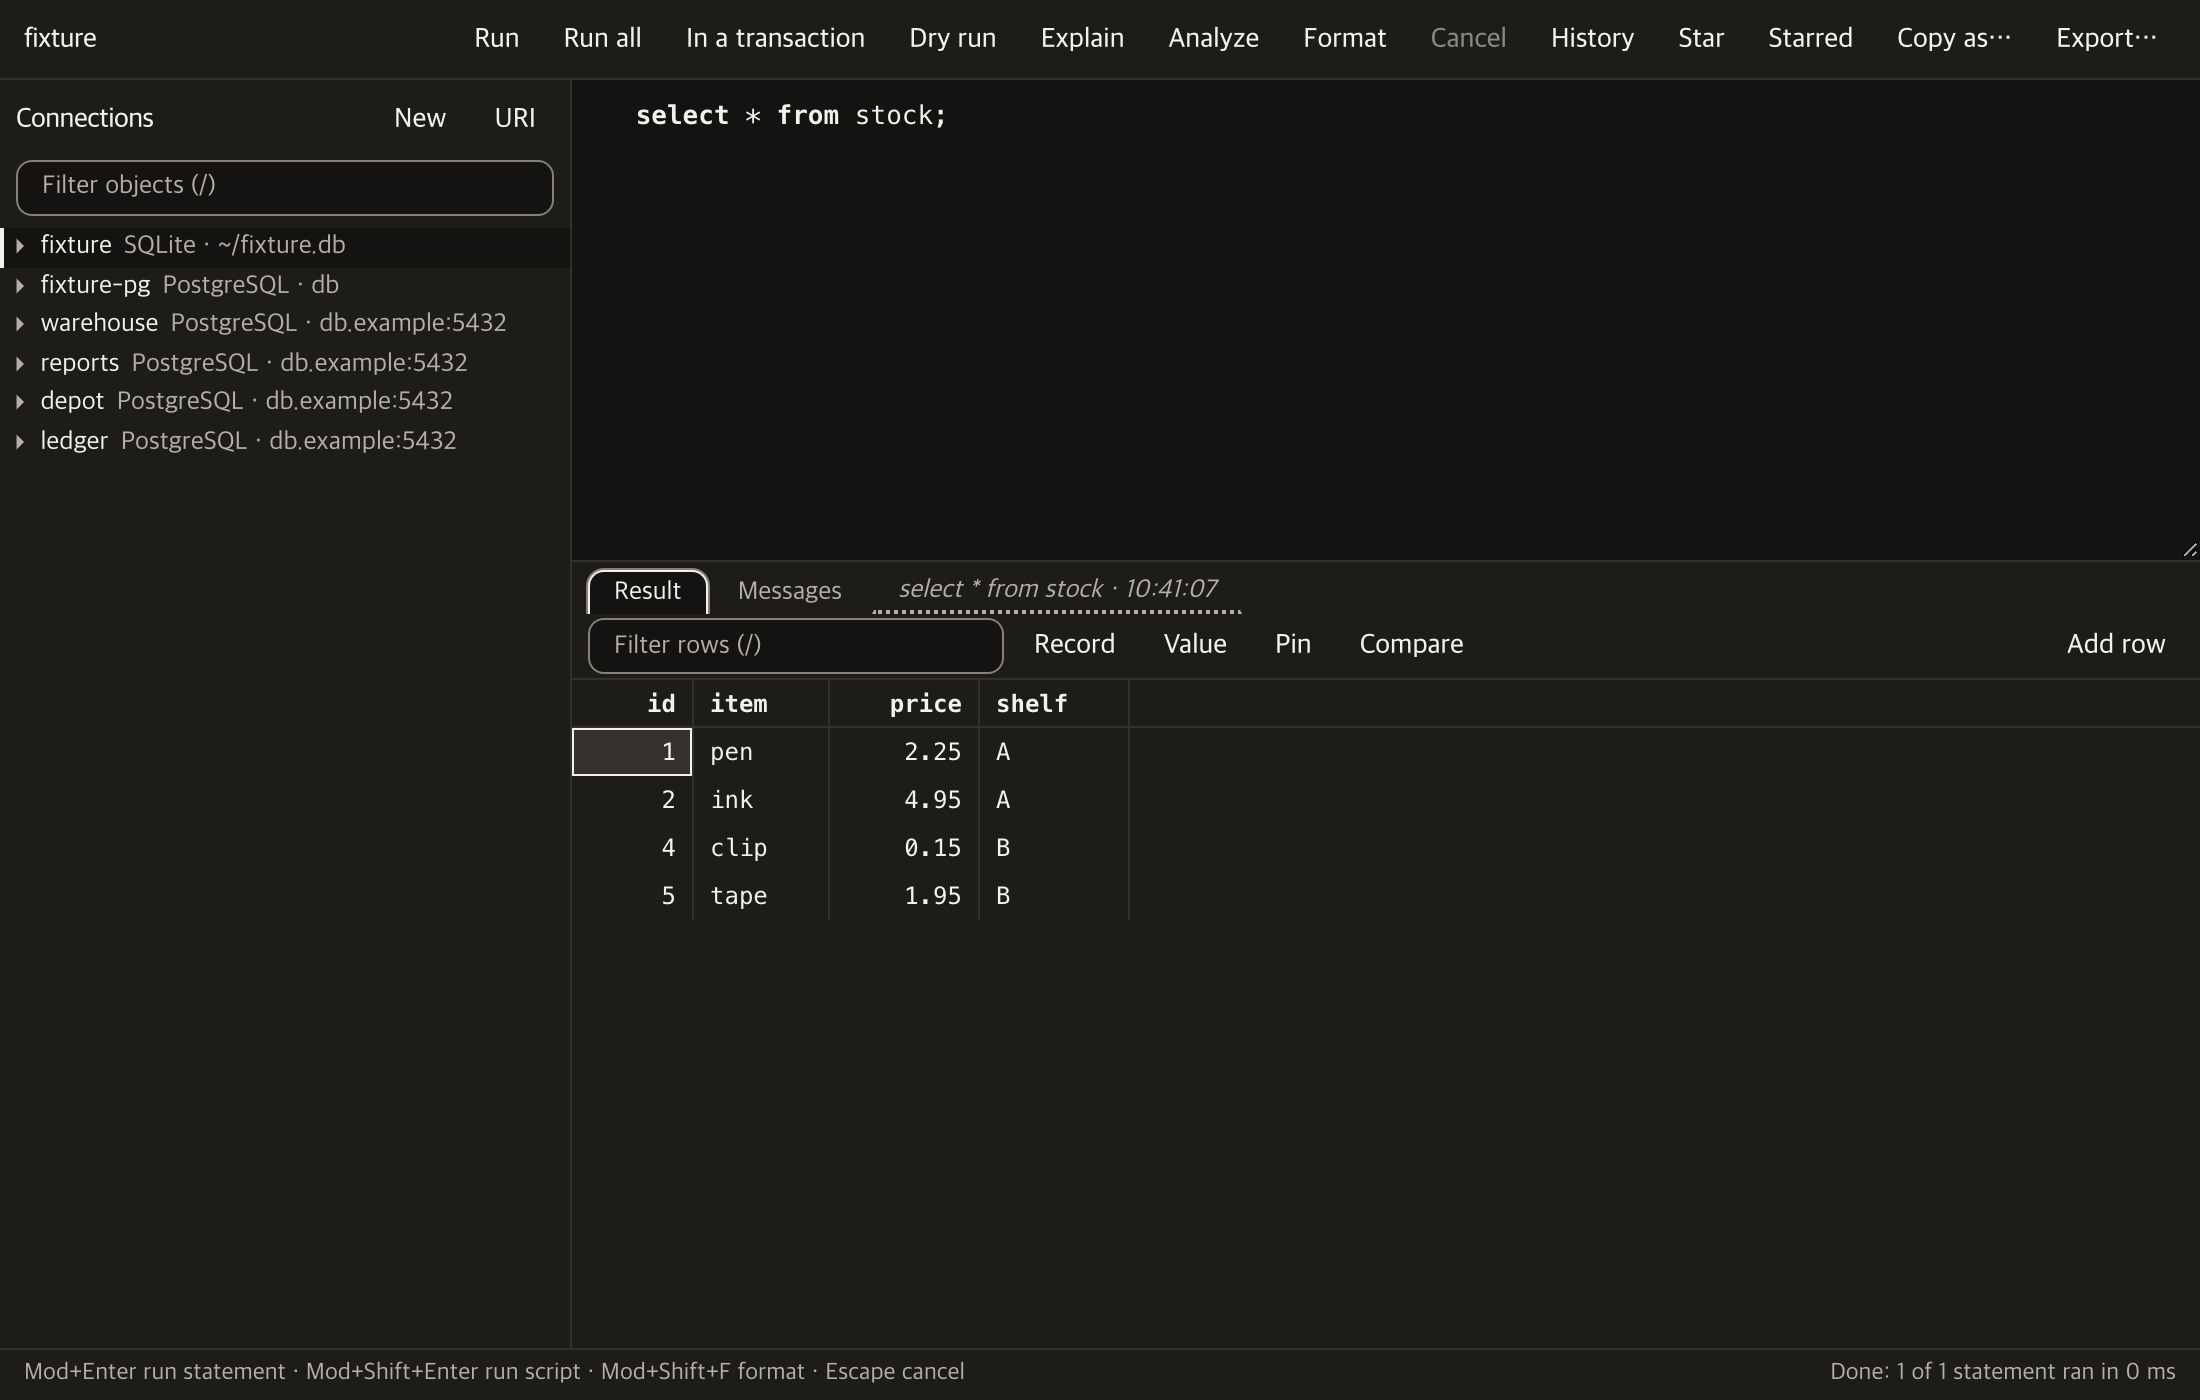 fixture Run Run all In a transaction Dry run Explain Analyze Format Cancel History Star Starred Copy as… Export…
Connections New URI
Filter objects (/)
fixture SQLite · ~/fixture.db
fixture-pg PostgreSQL · db
warehouse PostgreSQL · db.example:5432
reports PostgreSQL · db.example:5432
depot PostgreSQL · db.example:5432
ledger PostgreSQL · db.example:5432
select * from stock;
Result Messages select * from stock · 10:41:07
Filter rows (/) Record Value Pin Compare Add row
id item price shelf
1 pen 2.25 A
2 ink 4.95 A
4 clip 0.15 B
5 tape 1.95 B
Mod+Enter run statement · Mod+Shift+Enter run script · Mod+Shift+F format · Escape cancel
Done: 1 of 1 statement ran in 0 ms